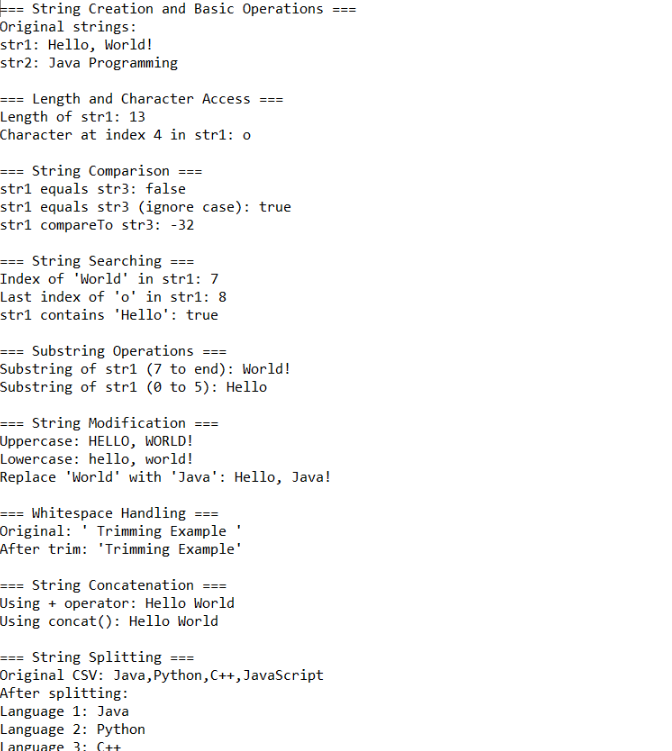 === String Creation and Basic Operations ===
Original strings:
str1: Hello, World!
str2: Java Programming

=== Length and Character Access ===
Length of str1: 13
Character at index 4 in str1: o

=== String Comparison ===
str1 equals str3: false
str1 equals str3 (ignore case): true
str1 compareTo str3: -32

=== String Searching ===
Index of 'World' in str1: 7
Last index of 'o' in str1: 8
str1 contains 'Hello': true

=== Substring Operations ===
Substring of str1 (7 to end): World!
Substring of str1 (0 to 5): Hello

=== String Modification ===
Uppercase: HELLO, WORLD!
Lowercase: hello, world!
Replace 'World' with 'Java': Hello, Java!

=== Whitespace Handling ===
Original: ' Trimming Example '
After trim: 'Trimming Example'

=== String Concatenation ===
Using + operator: Hello World
Using concat(): Hello World

=== String Splitting ===
Original CSV: Java,Python,C++,JavaScript
After splitting:
Language 1: Java
Language 2: Python
Language 3: C++